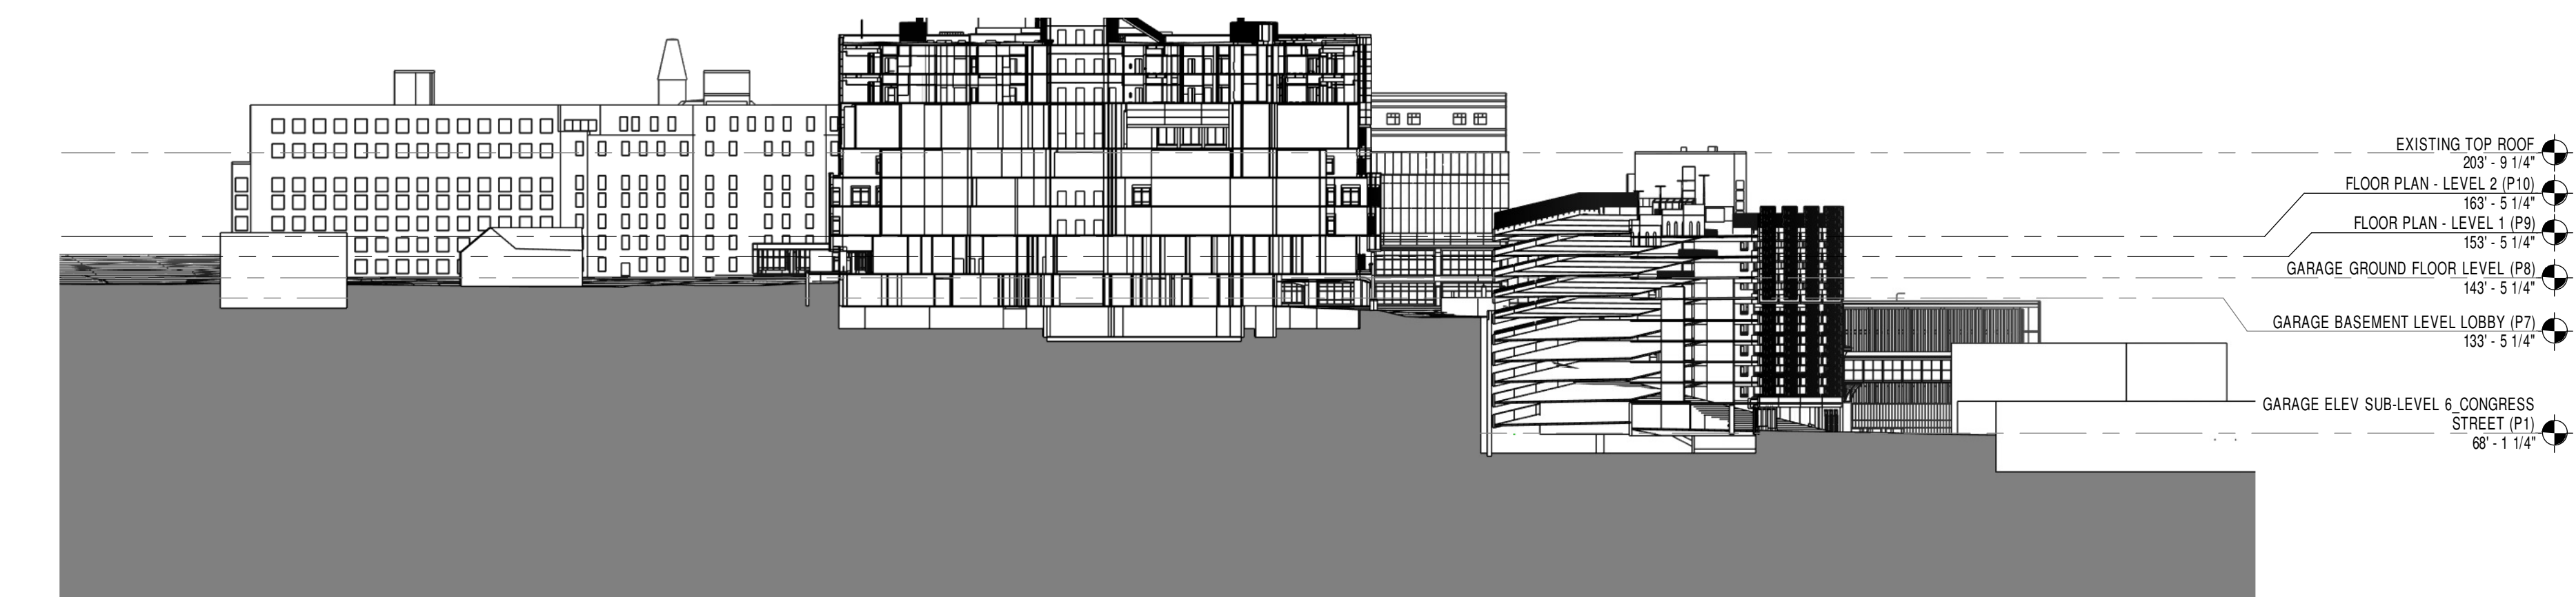 EXISTING TOP ROOF
203' - 9 1/4"
FLOOR PLAN - LEVEL 2 (P10)
163' - 5 1/4"
FLOOR PLAN - LEVEL 1 (P9)
153' - 5 1/4"
GARAGE GROUND FLOOR LEVEL (P8)
143' - 5 1/4"
GARAGE BASEMENT LEVEL LOBBY (P7)
133' - 5 1/4"
GARAGE ELEV SUB-LEVEL 6_CONGRESS
STREET (P1)
68' - 1 1/4"